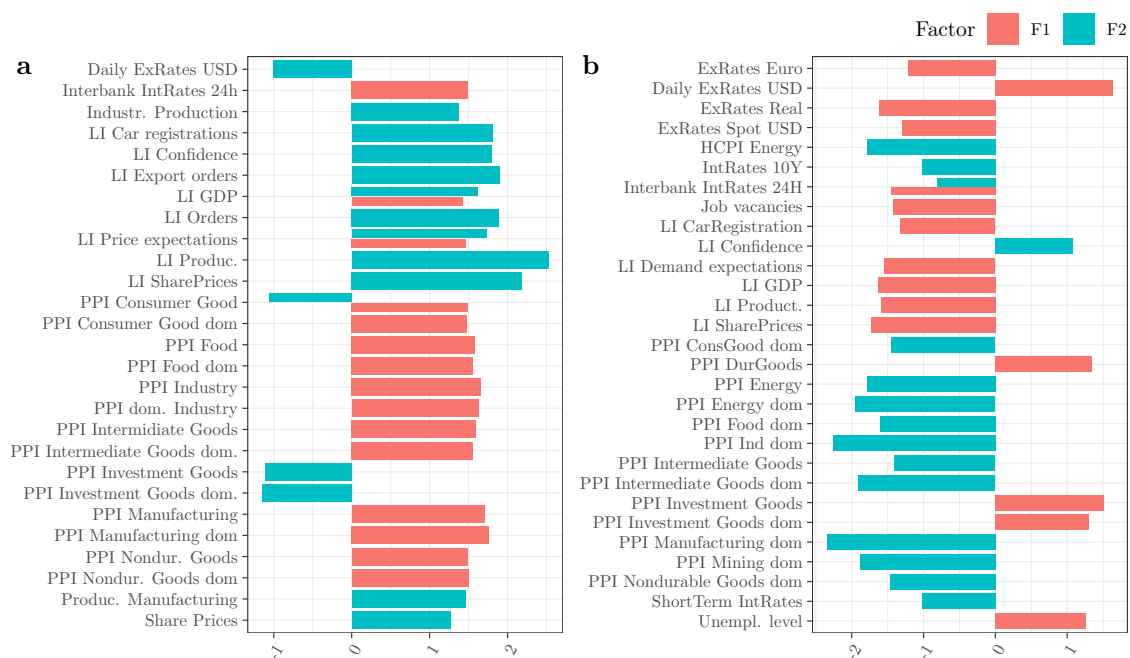 Factor F1 F2
a
Daily ExRates USD
Interbank IntRates 24h
Industr. Production
LI Car registrations
LI Confidence
LI Export orders
LI GDP
LI Orders
LI Price expectations
LI Produc.
LI SharePrices
PPI Consumer Good
PPI Consumer Good dom
PPI Food
PPI Food dom
PPI Industry
PPI dom. Industry
PPI Intermidiate Goods
PPI Intermediate Goods dom.
PPI Investment Goods
PPI Investment Goods dom.
PPI Manufacturing
PPI Manufacturing dom
PPI Nondur. Goods
PPI Nondur. Goods dom
Produc. Manufacturing
Share Prices
-1 0 1 2
b
ExRates Euro
Daily ExRates USD
ExRates Real
ExRates Spot USD
HCPI Energy
IntRates 10Y
Interbank IntRates 24H
Job vacancies
LI CarRegistration
LI Confidence
LI Demand expectations
LI GDP
LI Product.
LI SharePrices
PPI ConsGood dom
PPI DurGoods
PPI Energy
PPI Energy dom
PPI Food dom
PPI Ind dom
PPI Intermediate Goods
PPI Intermediate Goods dom
PPI Investment Goods
PPI Investment Goods dom
PPI Manufacturing dom
PPI Mining dom
PPI Nondurable Goods dom
ShortTerm IntRates
Unempl. level
-2 -1 0 1